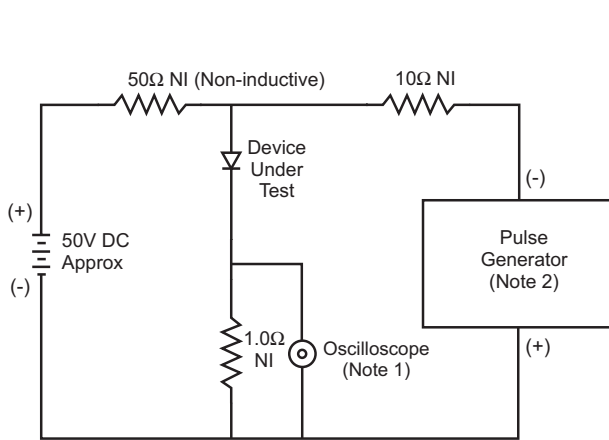 50Ω NI (Non-inductive)
10Ω NI
Device
Under
Test
(-)
(+)
50V DC
Approx
(-)
Pulse
Generator
(Note 2)
1.0Ω
NI
Oscilloscope
(Note 1)
(+)